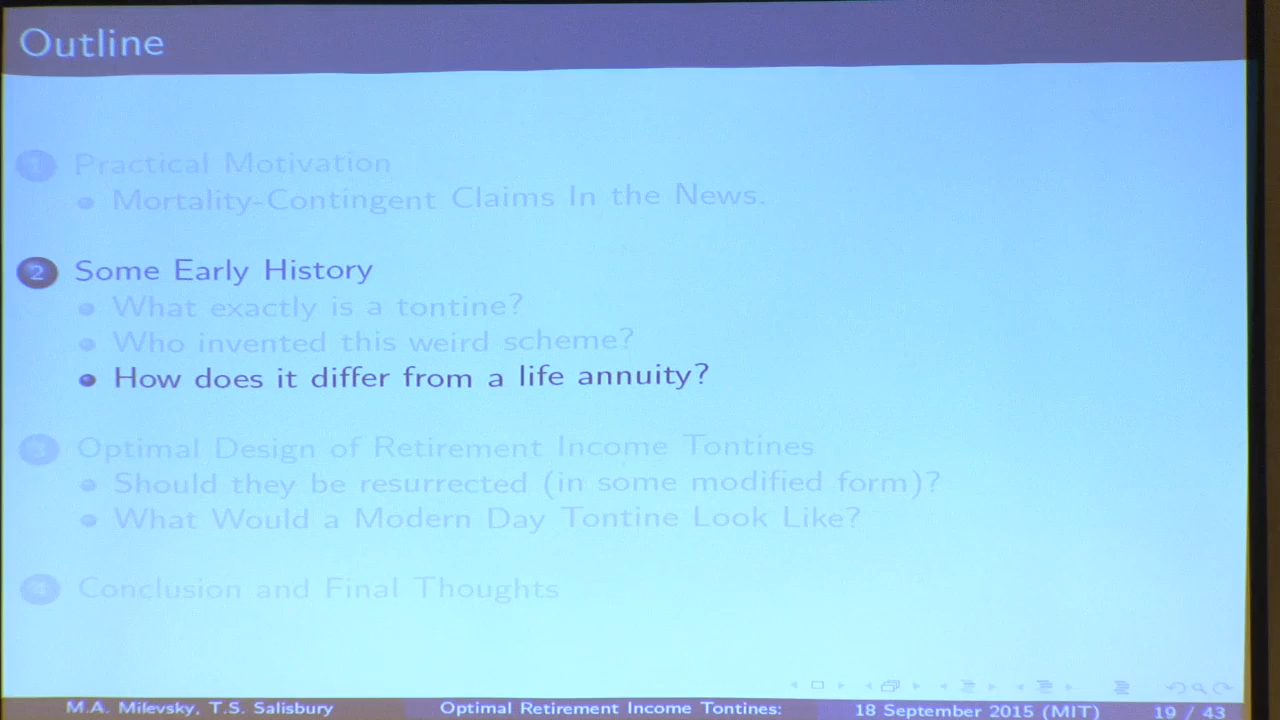 Outline
1 Practical Motivation
Mortality-Contingent Claims In the News.
2 Some Early History
What exactly is a tontine?
Who invented this weird scheme?
How does it differ from a life annuity?
3 Optimal Design of Retirement Income Tontines
Should they be resurrected (in some modified form)?
What Would a Modern Day Tontine Look Like?
4 Conclusion and Final Thoughts
M.A. Milevsky, T.S. Salisbury Optimal Retirement Income Tontines: 18 September 2015 (MIT) 19 / 43